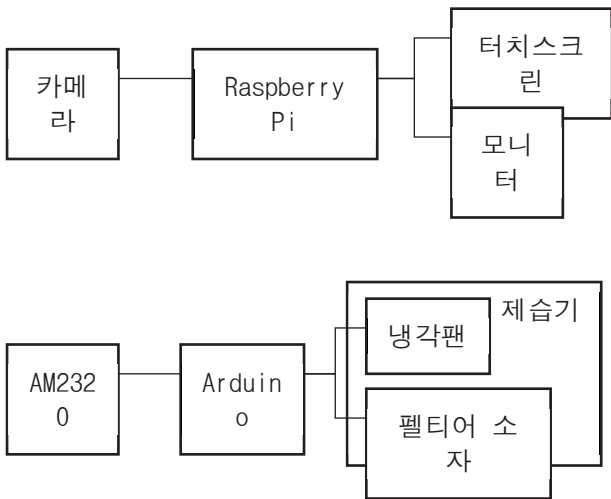 카메
라
Raspberry
Pi
터치스크
린
모니
터
AM232
0
Arduin
o
제습기
냉각팬
펠티어 소
자